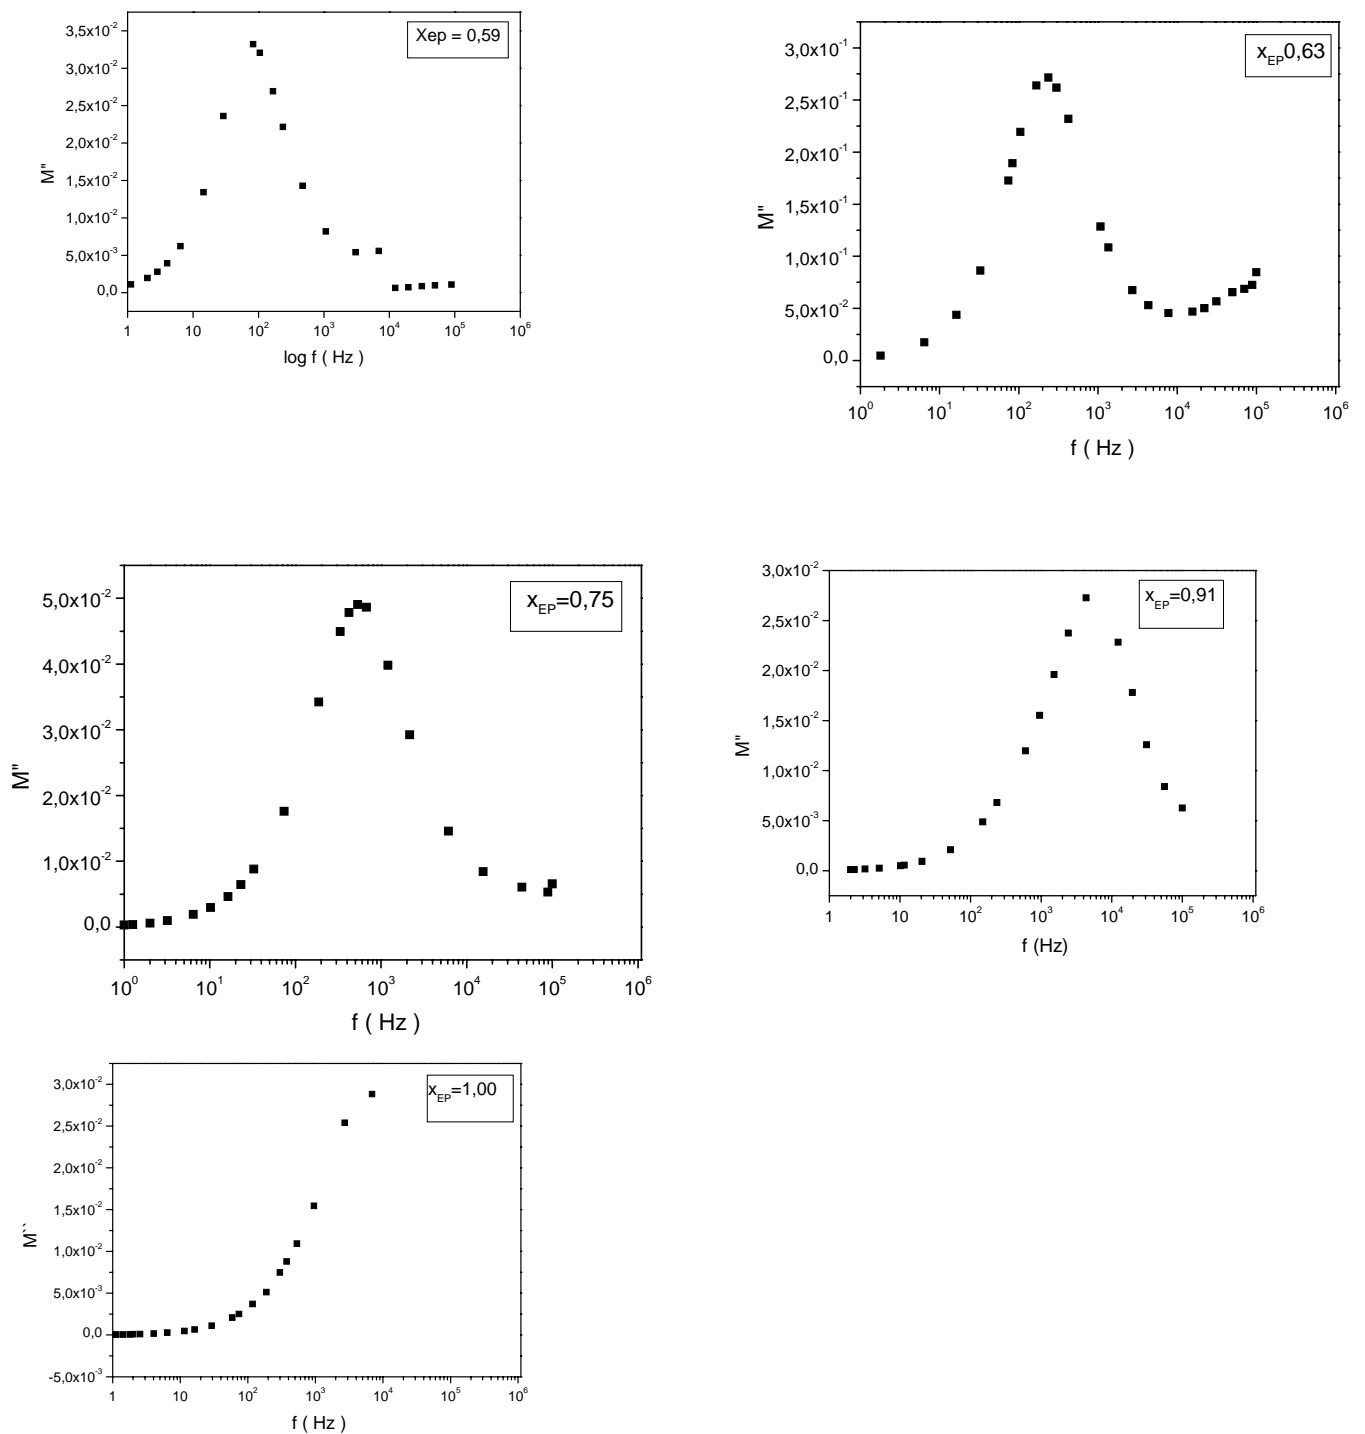 Xep = 0,59
3,5x10⁻²
3,0x10⁻²
2,5x10⁻²
2,0x10⁻²
1,5x10⁻²
1,0x10⁻²
5,0x10⁻³
0,0
M"
1 10 10² 10³ 10⁴ 10⁵ 10⁶
log f ( Hz )
xEP0,63
3,0x10⁻¹
2,5x10⁻¹
2,0x10⁻¹
1,5x10⁻¹
1,0x10⁻¹
5,0x10⁻²
0,0
M"
10⁰ 10¹ 10² 10³ 10⁴ 10⁵ 10⁶
f ( Hz )
xEP=0,75
5,0x10⁻²
4,0x10⁻²
3,0x10⁻²
2,0x10⁻²
1,0x10⁻²
0,0
M"
10⁰ 10¹ 10² 10³ 10⁴ 10⁵ 10⁶
f ( Hz )
xEP=0,91
3,0x10⁻²
2,5x10⁻²
2,0x10⁻²
1,5x10⁻²
1,0x10⁻²
5,0x10⁻³
0,0
M"
1 10 10² 10³ 10⁴ 10⁵ 10⁶
f (Hz)
xEP=1,00
3,0x10⁻²
2,5x10⁻²
2,0x10⁻²
1,5x10⁻²
1,0x10⁻²
5,0x10⁻³
0,0
-5,0x10⁻³
M``
1 10 10² 10³ 10⁴ 10⁵ 10⁶
f ( Hz )